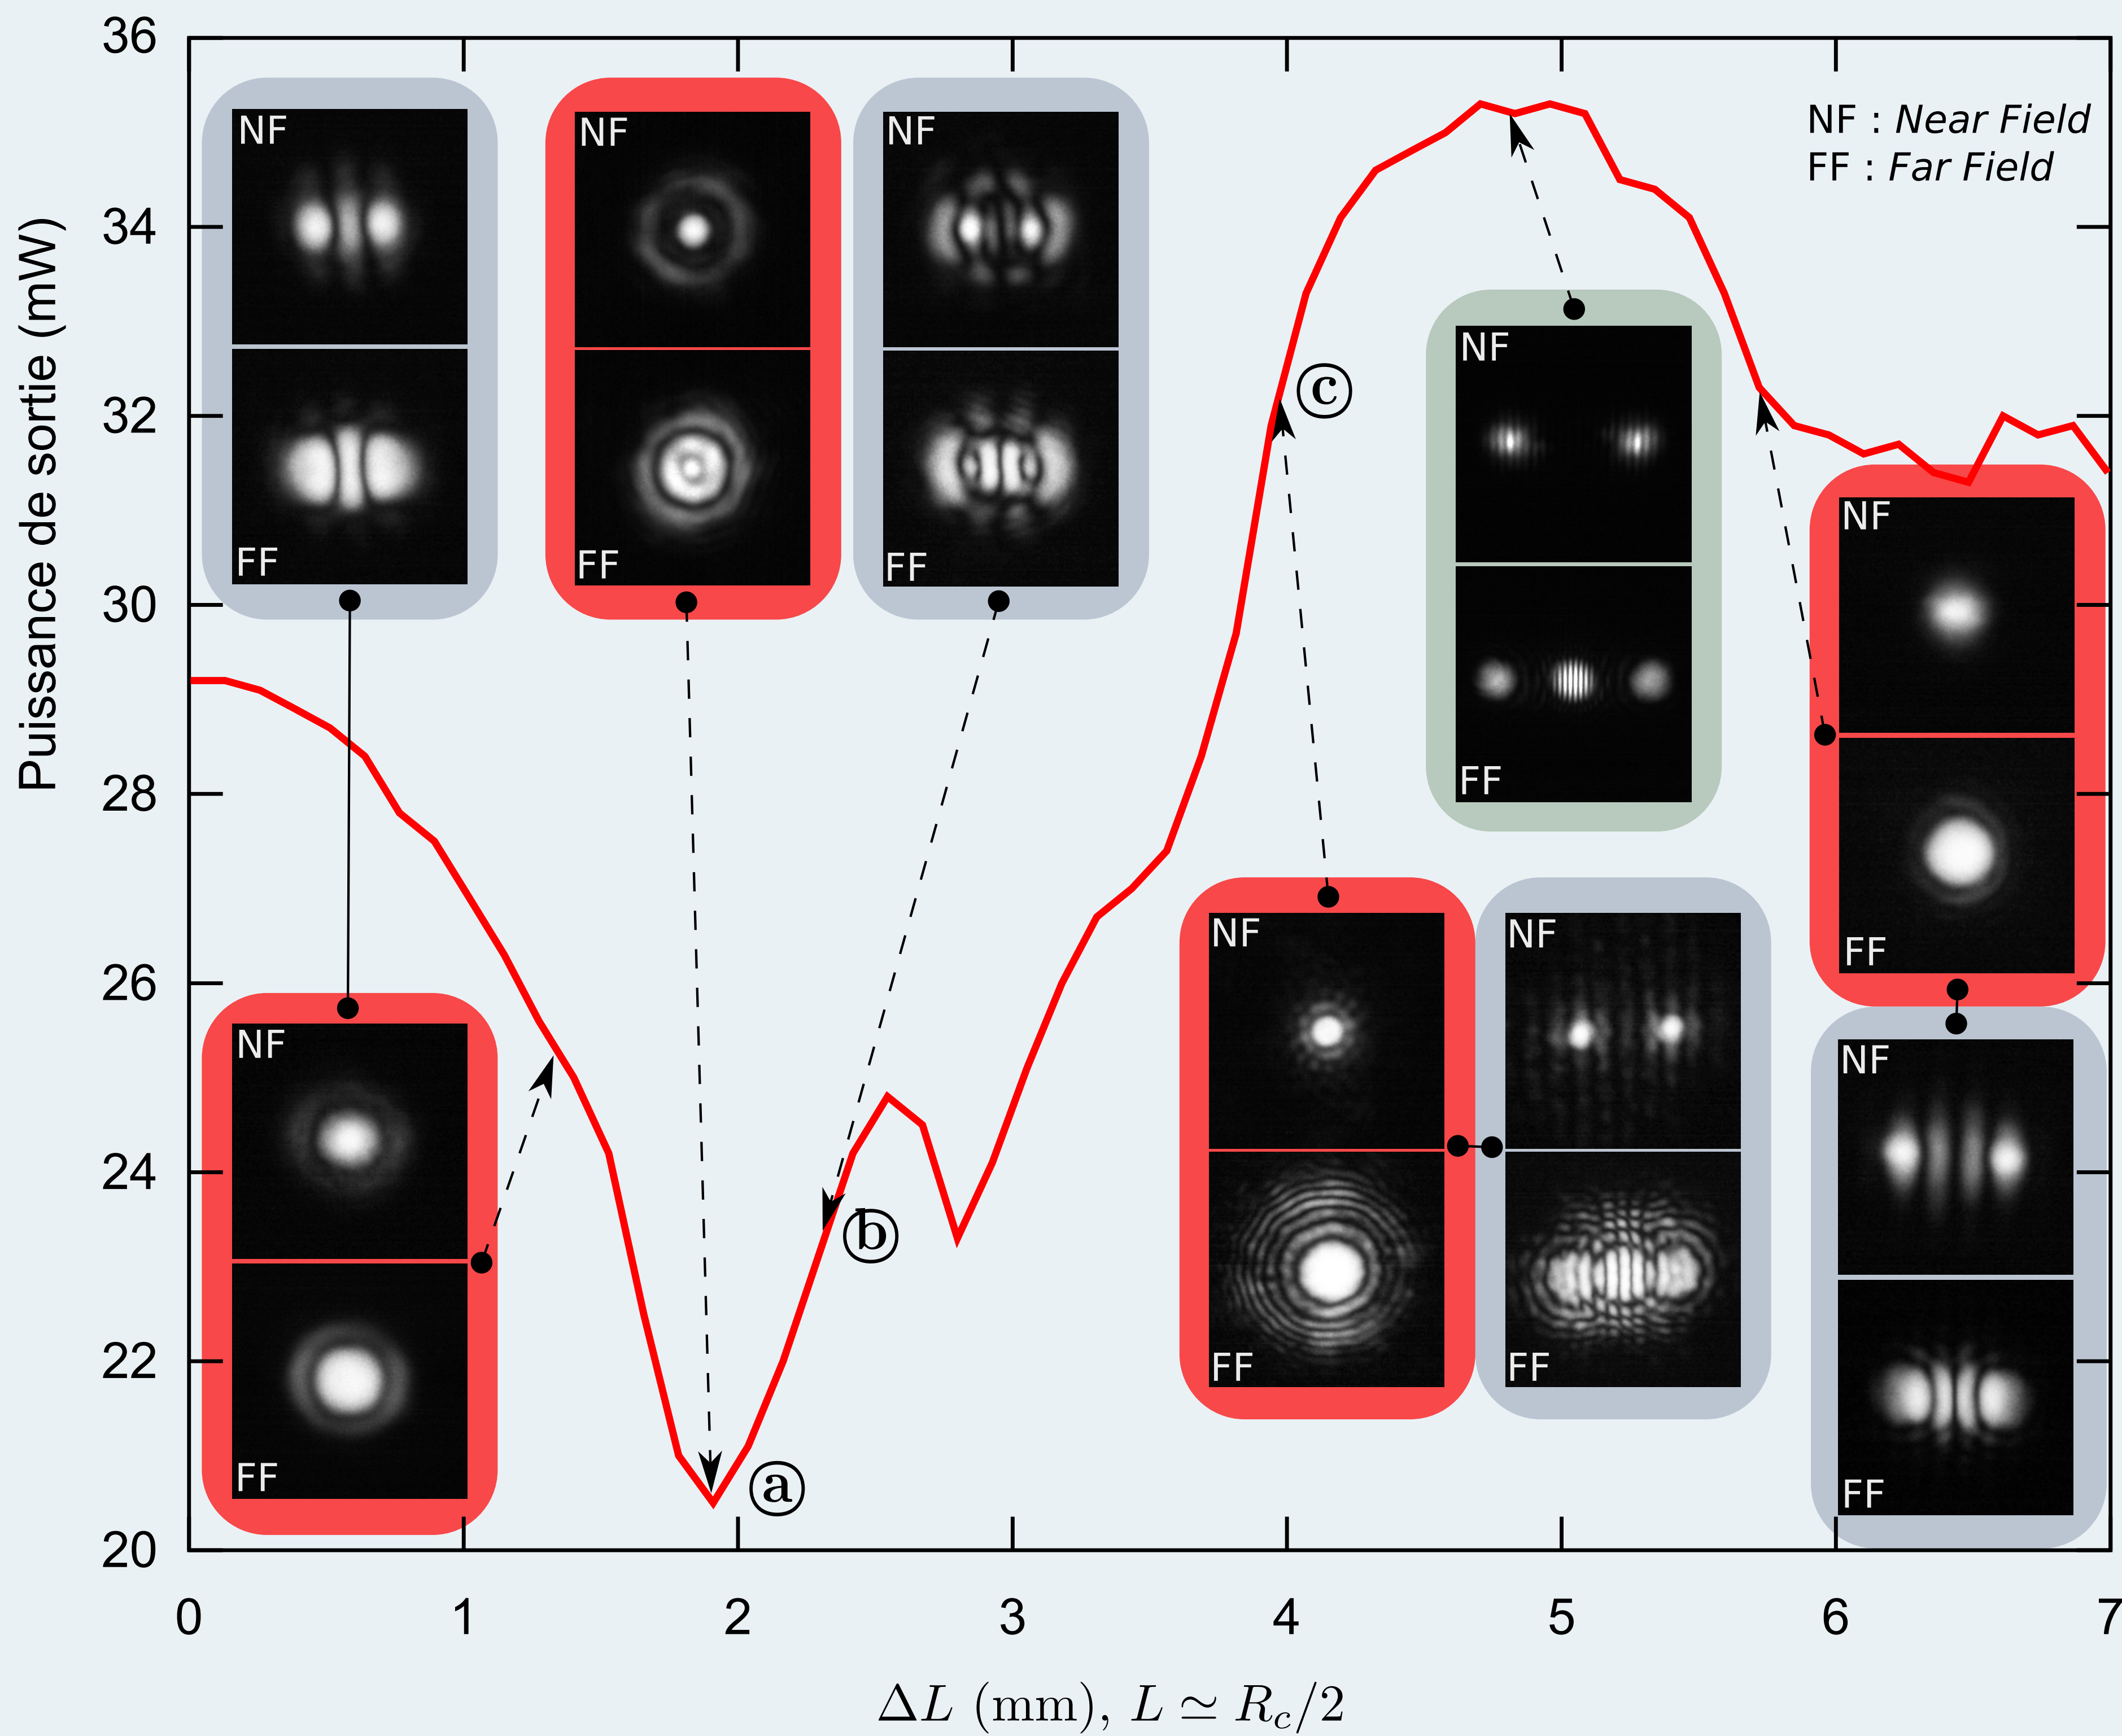 Puissance de sortie (mW)
36
34
32
30
28
26
24
22
20
NF : Near Field
FF : Far Field
NF
FF
NF
FF
NF
FF
NF
FF
NF
FF
NF
FF
NF
FF
NF
FF
NF
FF
ⓒ
ⓑ
ⓐ
0 1 2 3 4 5 6 7
ΔL (mm), L ≃ R_c/2